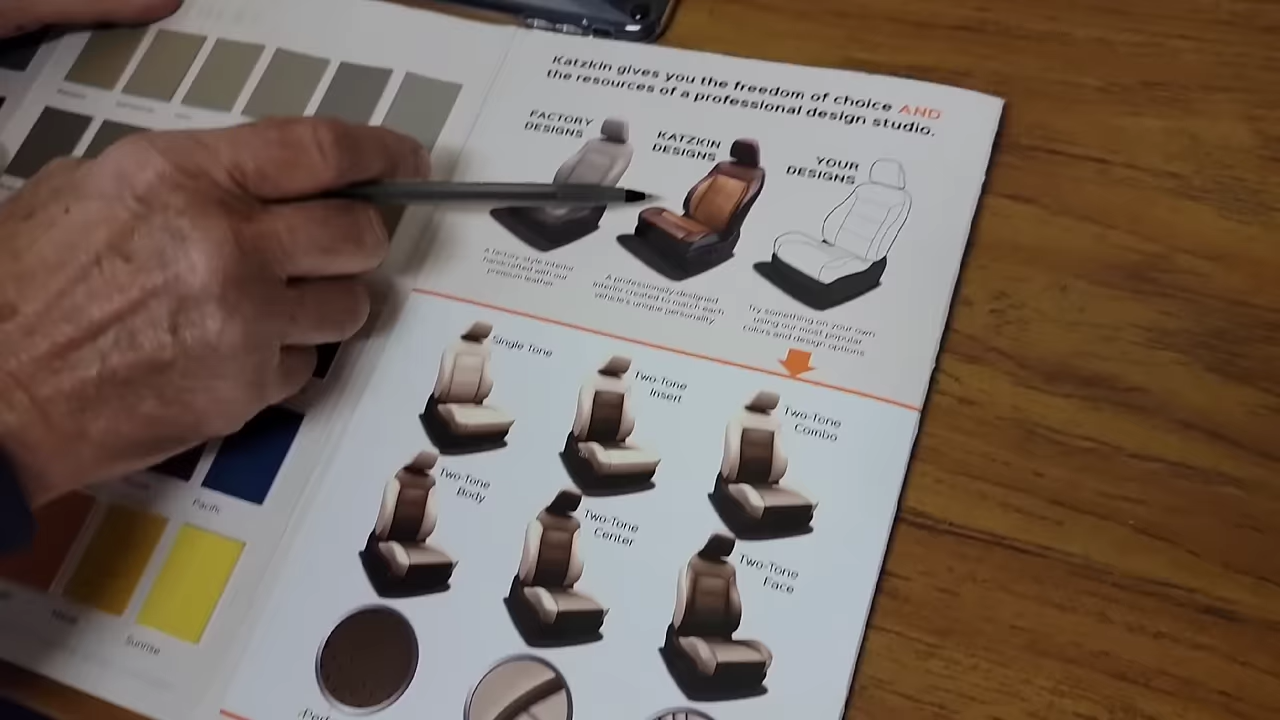 Katzkin gives you the freedom of choice AND
the resources of a professional design studio.
FACTORY
DESIGNS
KATZKIN
DESIGNS
YOUR
DESIGNS
A factory-style interior
handcrafted with our
premium leather
A professionally-designed
interior created to match each
vehicle's unique personality
Try something on your own
using our most popular
colors and design options
Single Tone
Two-Tone
Insert
Two-Tone
Combo
Two-Tone
Body
Two-Tone
Center
Two-Tone
Face
Pacific
Sunrise